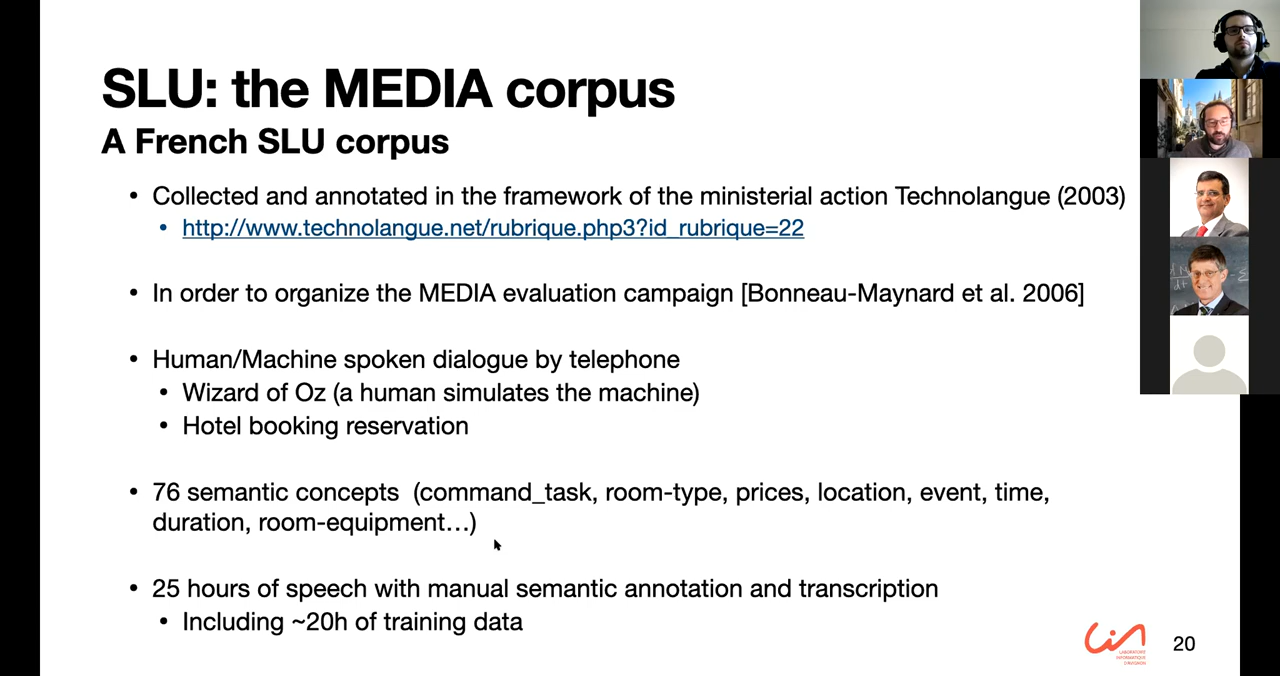 SLU: the MEDIA corpus
A French SLU corpus
• Collected and annotated in the framework of the ministerial action Technolangue (2003)
• http://www.technolangue.net/rubrique.php3?id_rubrique=22
• In order to organize the MEDIA evaluation campaign [Bonneau-Maynard et al. 2006]
• Human/Machine spoken dialogue by telephone
• Wizard of Oz (a human simulates the machine)
• Hotel booking reservation
• 76 semantic concepts (command_task, room-type, prices, location, event, time,
duration, room-equipment…)
• 25 hours of speech with manual semantic annotation and transcription
• Including ~20h of training data
LIA
LABORATOIRE
INFORMATIQUE
D'AVIGNON
20